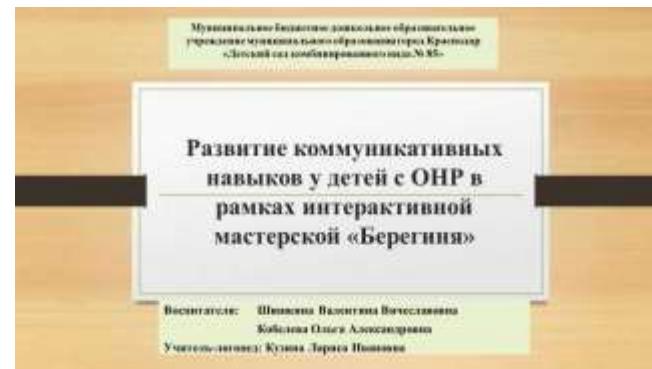 Муниципальное бюджетное дошкольное образовательное
учреждение муниципального образования город Краснодар
«Детский сад комбинированного вида № 85»
Развитие коммуникативных
навыков у детей с ОНР в
рамках интерактивной
мастерской «Берегиня»
Воспитатели: Валентина Вячеславовна
Кобелева Ольга Александровна
Учитель-логопед: Кузина Лариса Ивановна